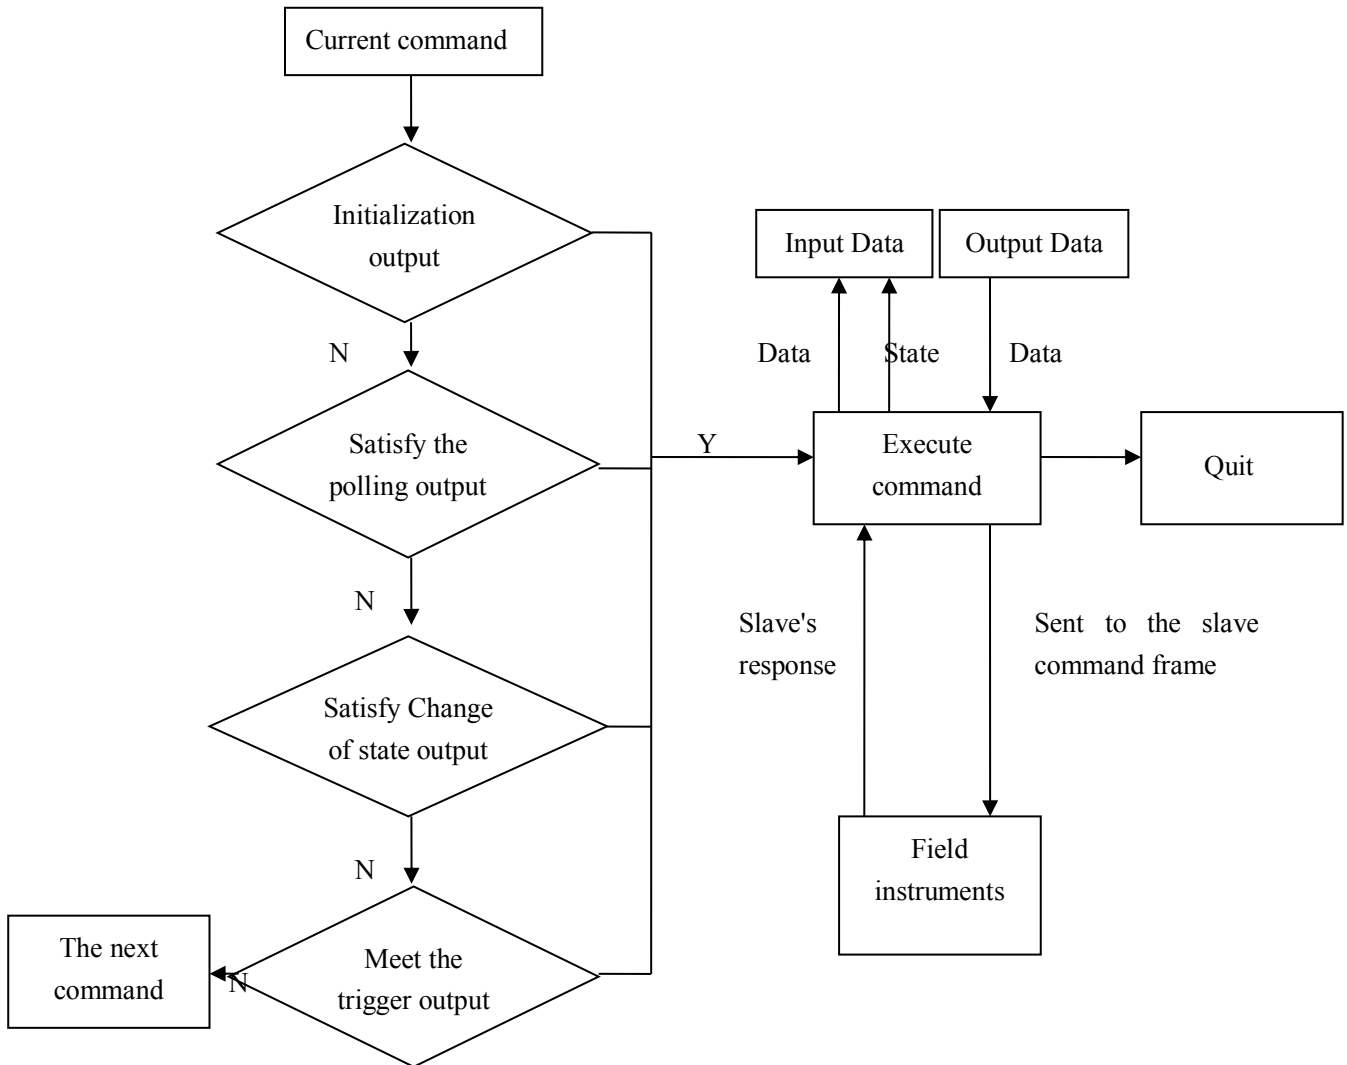 Current command
Initialization
output
N
Satisfy the
polling output
N
Satisfy Change
of state output
N
Meet the
trigger output
N
The next
command
Y
Input Data
Output Data
Data
State
Data
Execute
command
Quit
Slave's
response
Sent to the slave
command frame
Field
instruments